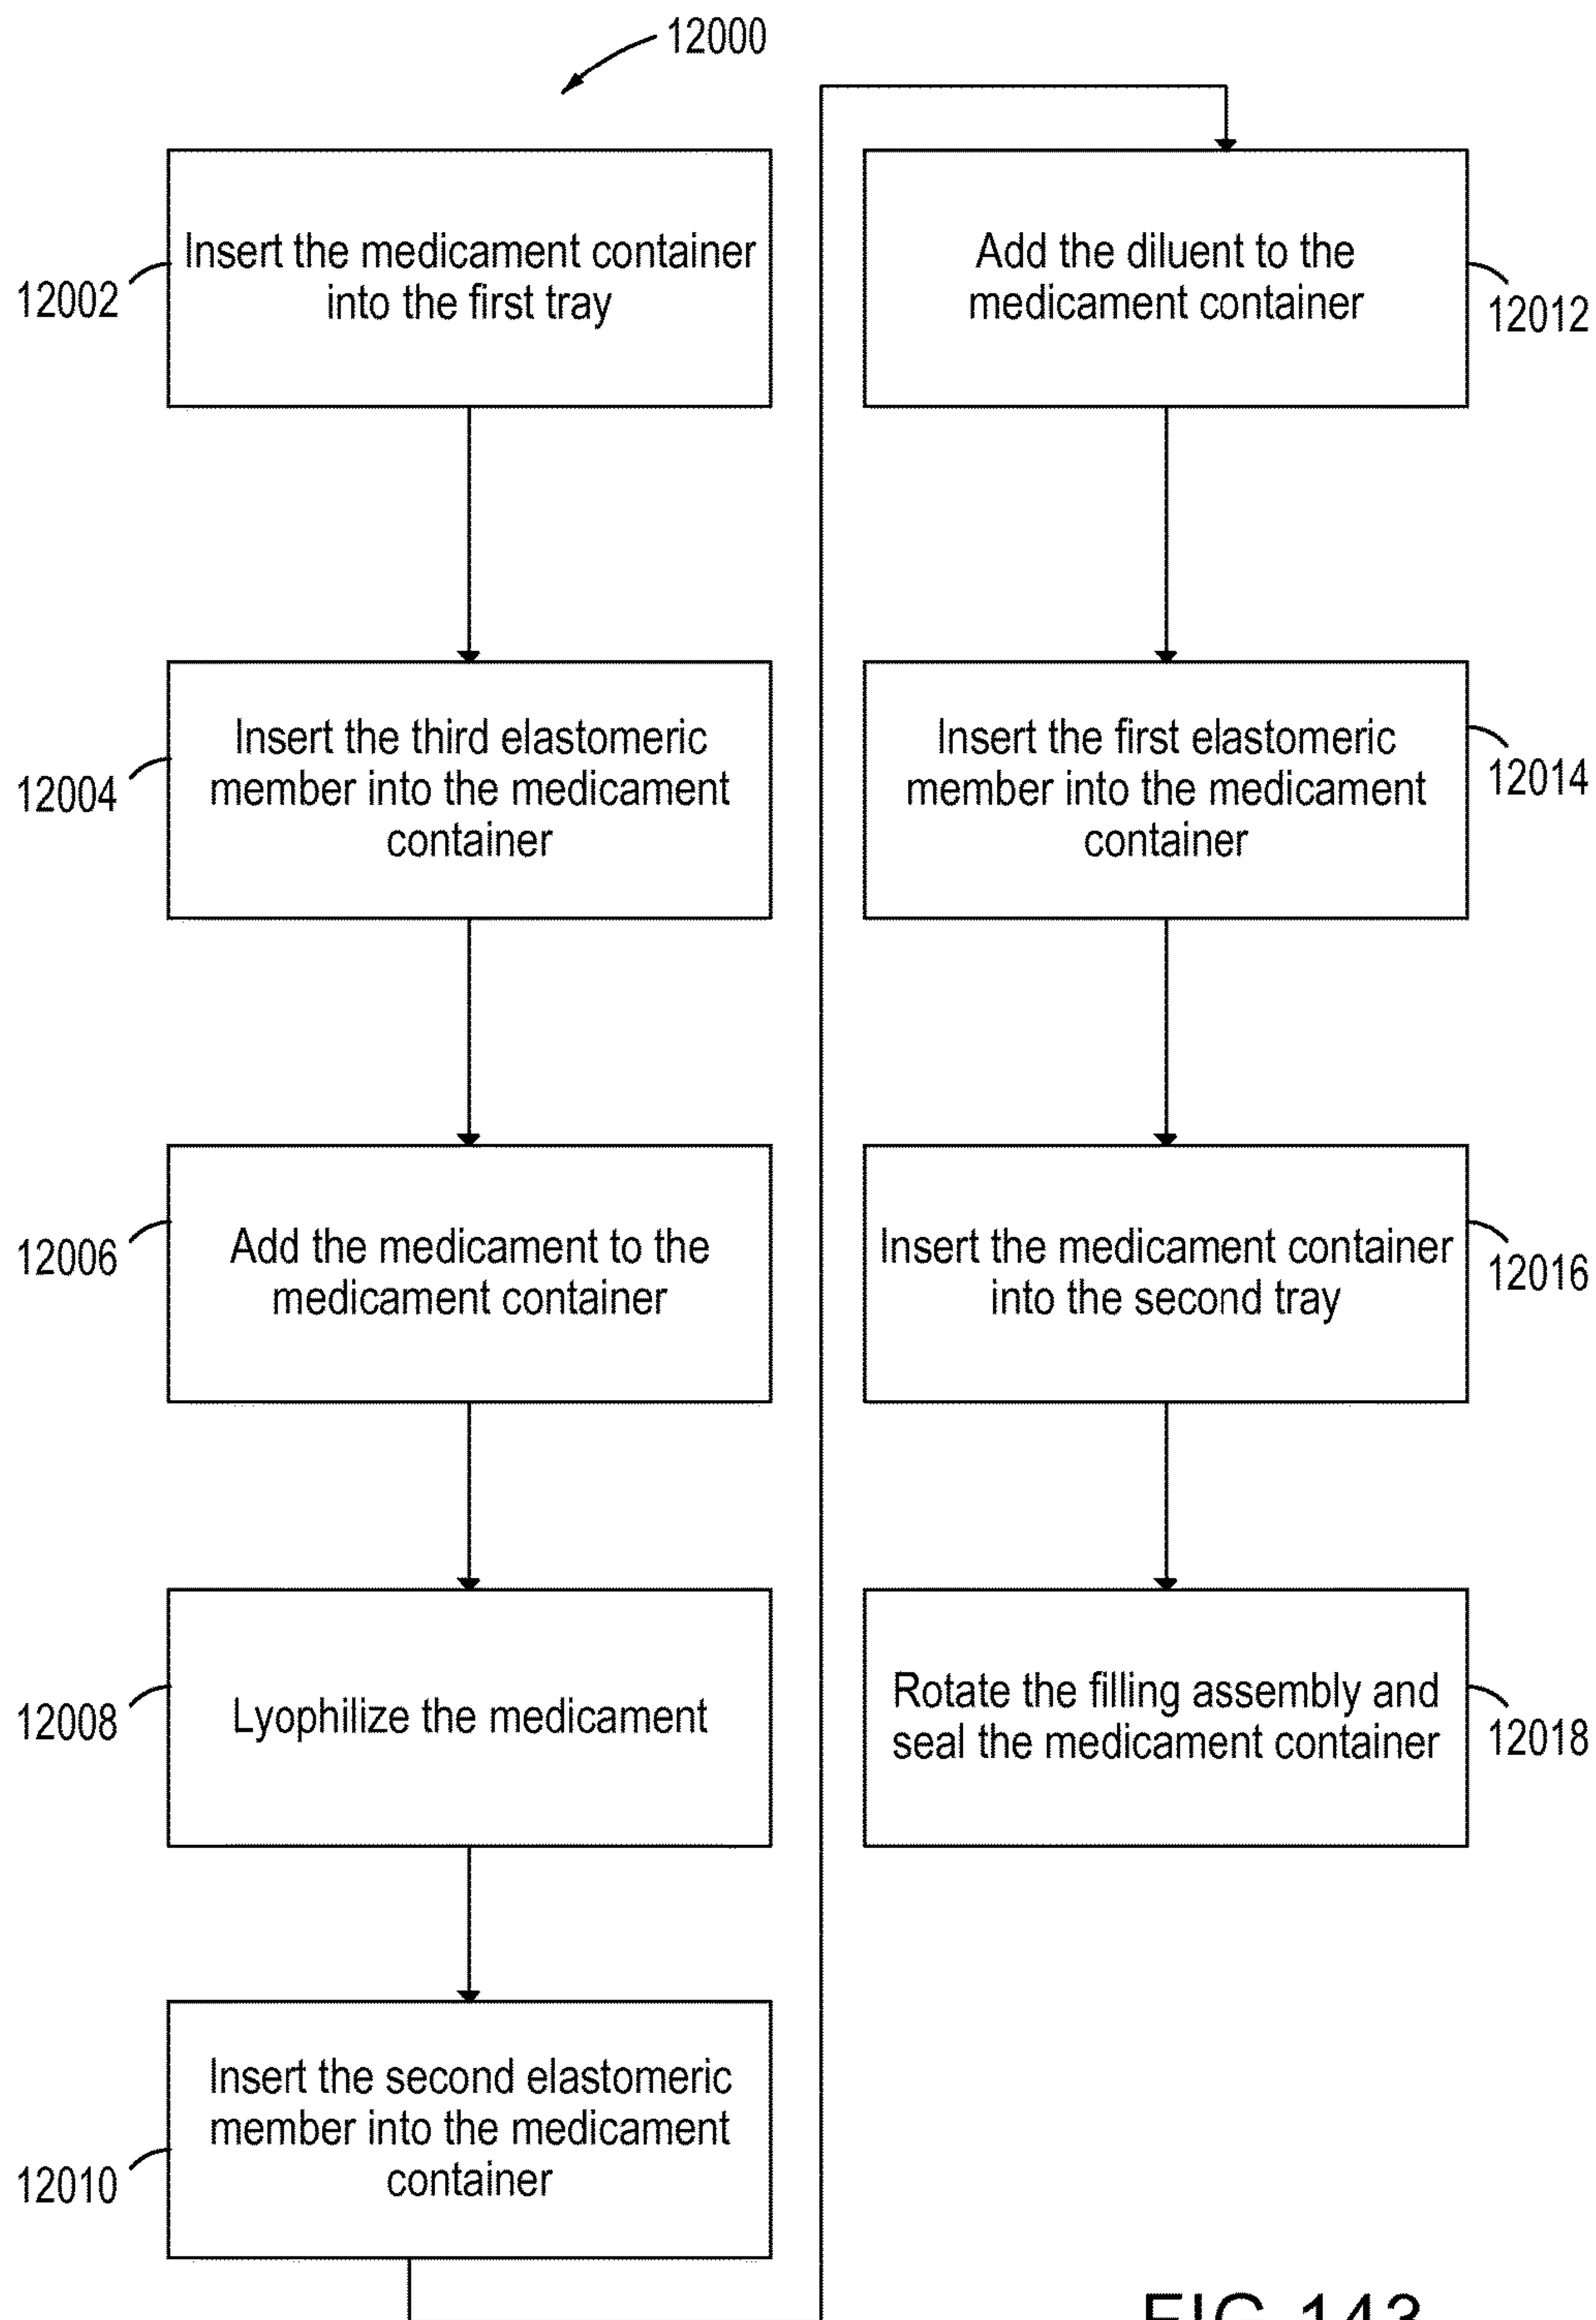 12000
12002
Insert the medicament container
into the first tray
12004
Insert the third elastomeric
member into the medicament
container
12006
Add the medicament to the
medicament container
12008
Lyophilize the medicament
12010
Insert the second elastomeric
member into the medicament
container
Add the diluent to the
medicament container
12012
Insert the first elastomeric
member into the medicament
container
12014
Insert the medicament container
into the second tray
12016
Rotate the filling assembly and
seal the medicament container
12018
FIG.143